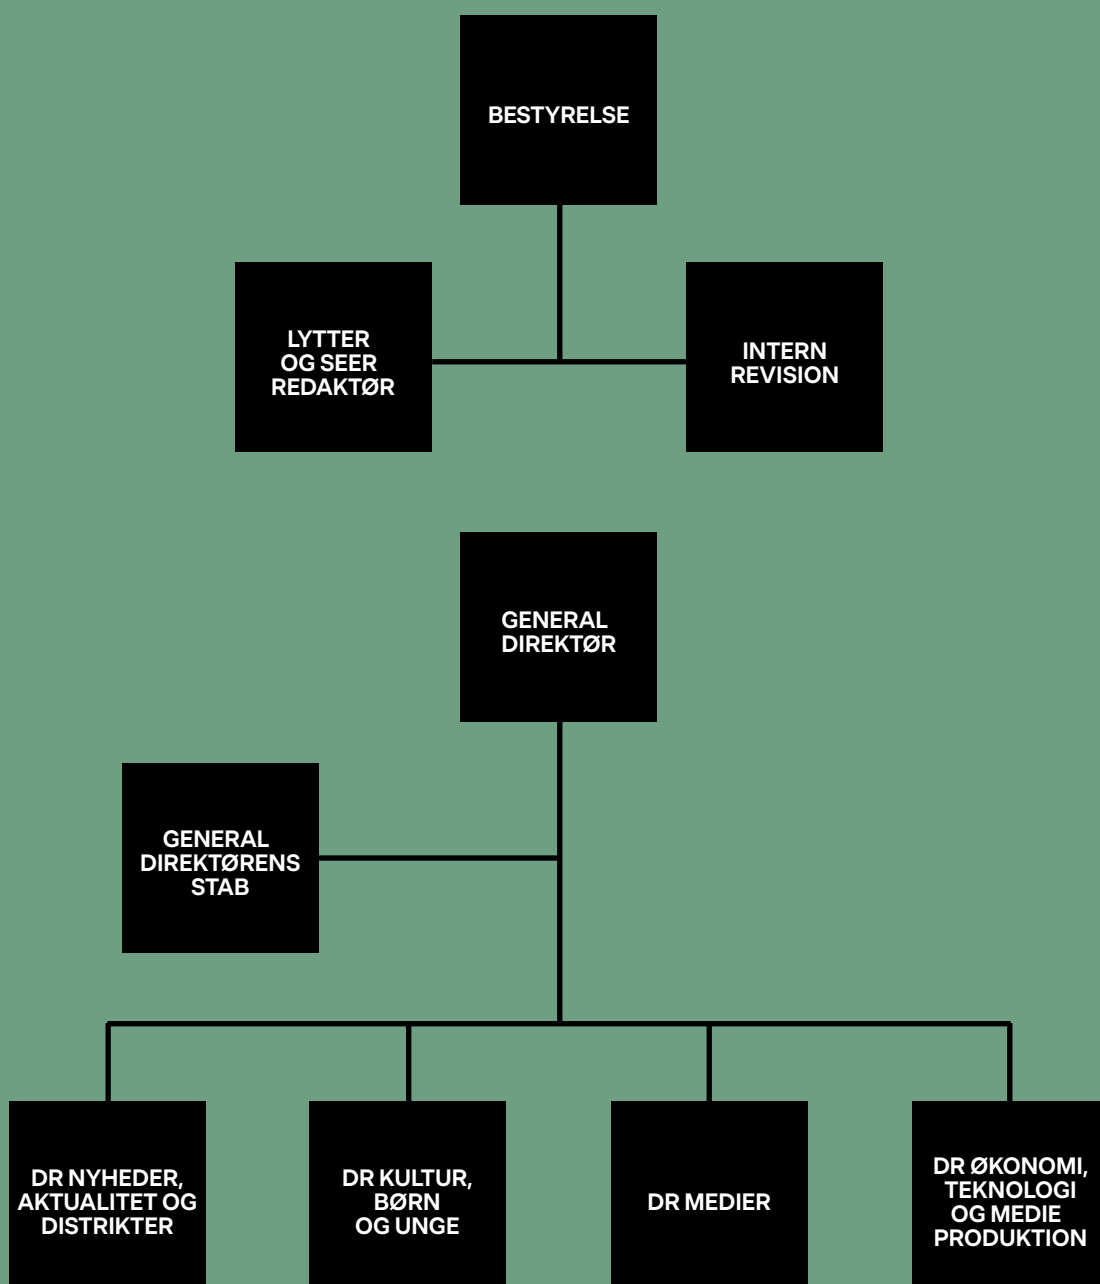 BESTYRELSE
LYTTER
OG SEER
REDAKTØR
INTERN
REVISION
GENERAL
DIREKTØR
GENERAL
DIREKTØRENS
STAB
DR NYHEDER,
AKTUALITET OG
DISTRIKTER
DR KULTUR,
BØRN
OG UNGE
DR MEDIER
DR ØKONOMI,
TEKNOLOGI
OG MEDIE
PRODUKTION